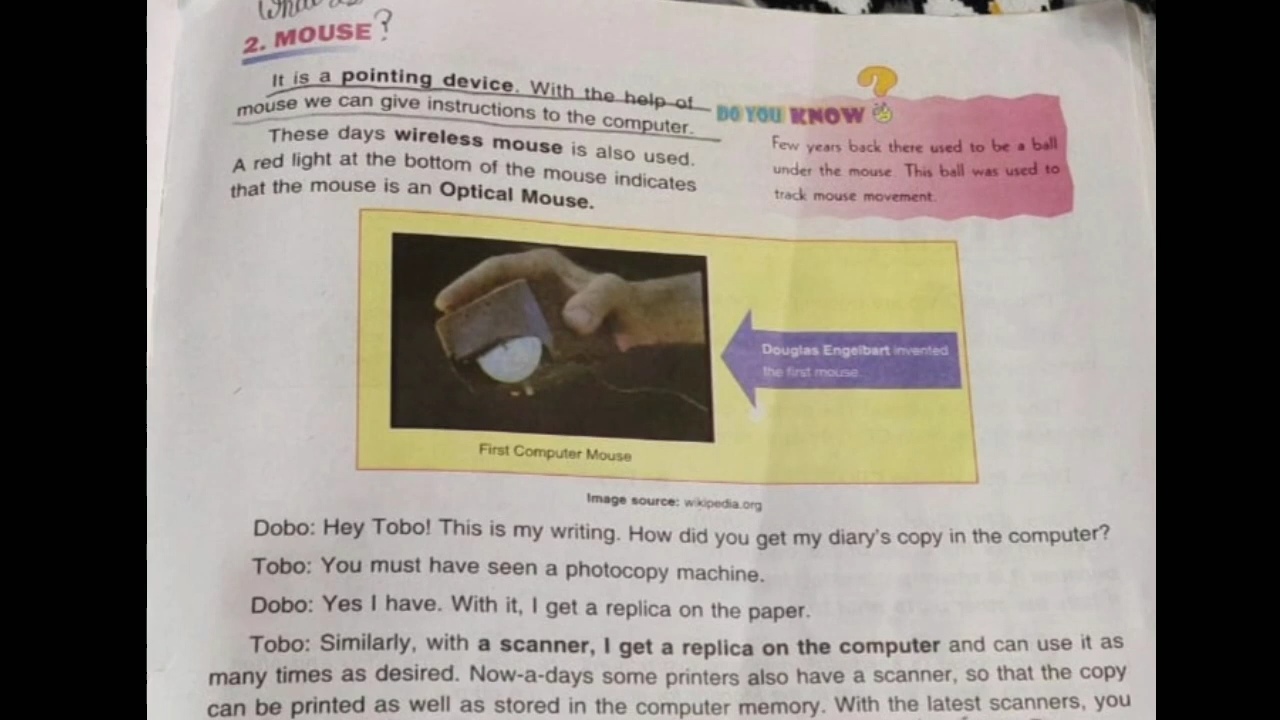 What is
2. MOUSE?
It is a pointing device. With the help of
mouse we can give instructions to the computer.
These days wireless mouse is also used.
A red light at the bottom of the mouse indicates
that the mouse is an Optical Mouse.
DO YOU KNOW
Few years back there used to be a ball
under the mouse. This ball was used to
track mouse movement.
Douglas Engelbart invented
the first mouse.
First Computer Mouse
Image source: wikipedia.org
Dobo: Hey Tobo! This is my writing. How did you get my diary's copy in the computer?
Tobo: You must have seen a photocopy machine.
Dobo: Yes I have. With it, I get a replica on the paper.
Tobo: Similarly, with a scanner, I get a replica on the computer and can use it as
many times as desired. Now-a-days some printers also have a scanner, so that the copy
can be printed as well as stored in the computer memory. With the latest scanners, you